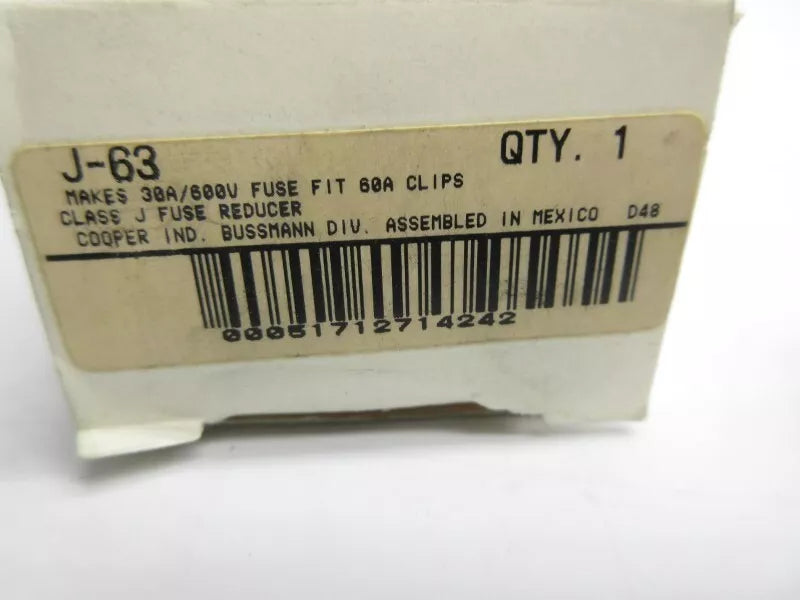 J-63 QTY. 1
MAKES 30A/600V FUSE FIT 60A CLIPS
CLASS J FUSE REDUCER
COOPER IND. BUSSMANN DIV. ASSEMBLED IN MEXICO D48
00051712714242